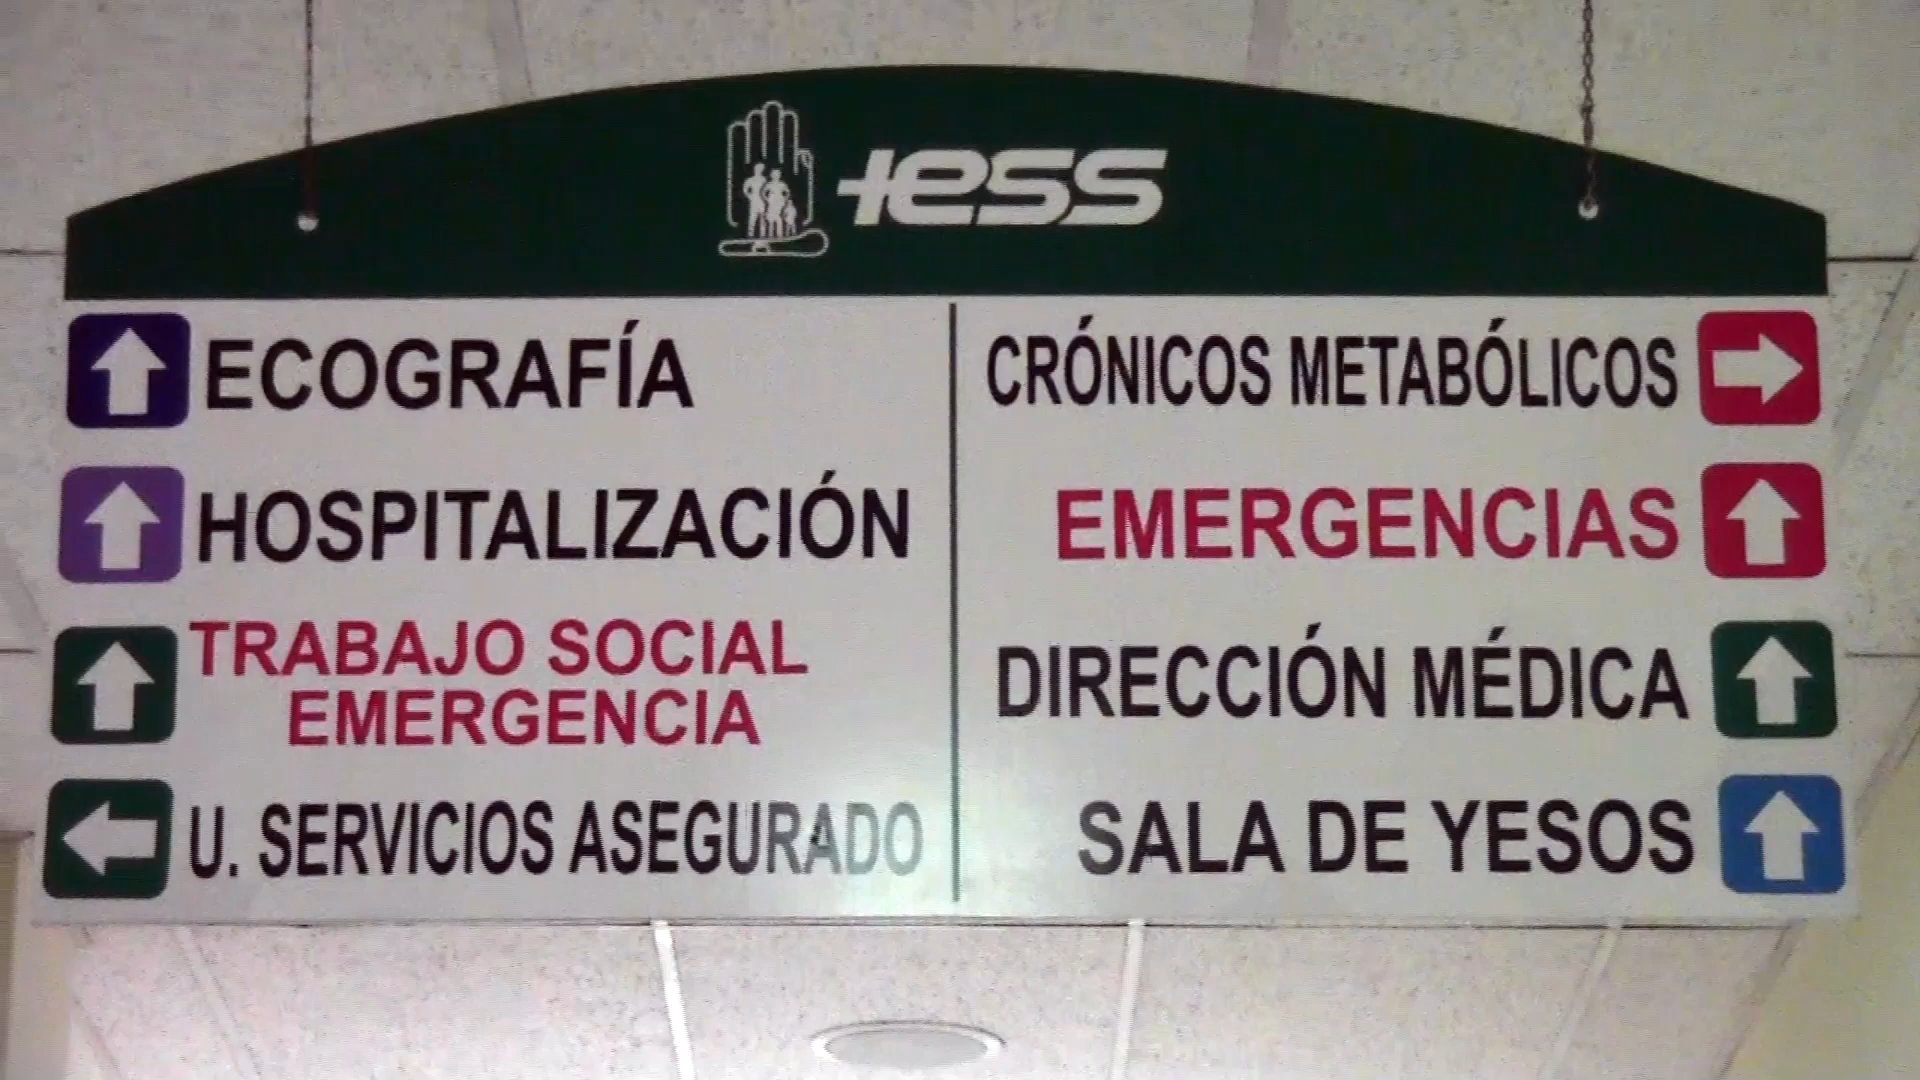 iess
ECOGRAFÍA
HOSPITALIZACIÓN
TRABAJO SOCIAL
EMERGENCIA
U. SERVICIOS ASEGURADO
CRÓNICOS METABÓLICOS
EMERGENCIAS
DIRECCIÓN MÉDICA
SALA DE YESOS